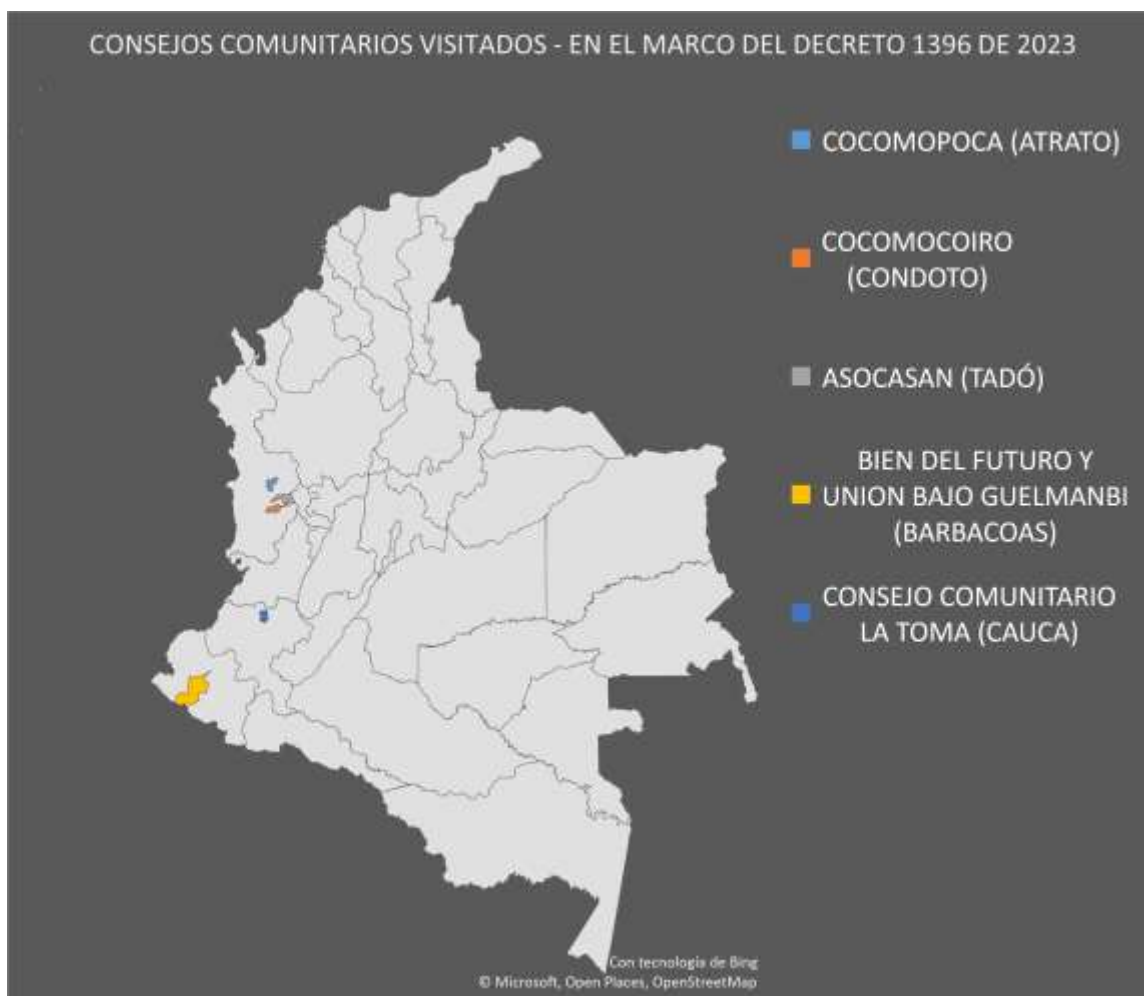 CONSEJOS COMUNITARIOS VISITADOS - EN EL MARCO DEL DECRETO 1396 DE 2023
COCOMOPOCA (ATRATO)
COCOMOCOIRO
(CONDOTO)
ASOCASAN (TADÓ)
BIEN DEL FUTURO Y
UNION BAJO GUELMANBI
(BARBACOAS)
CONSEJO COMUNITARIO
LA TOMA (CAUCA)
Con tecnología de Bing
© Microsoft, Open Places, OpenStreetMap